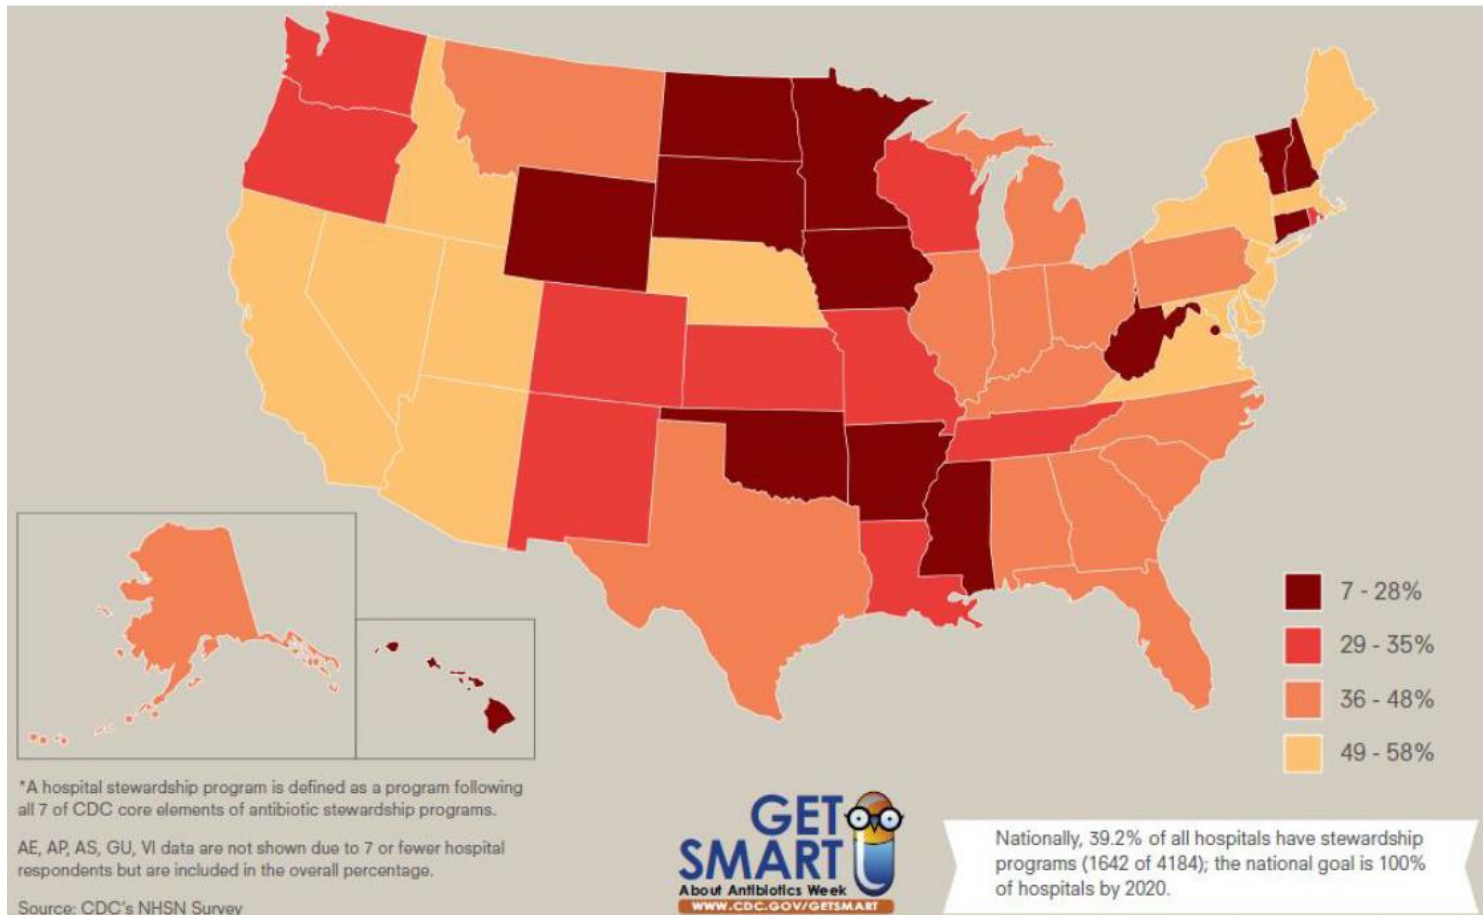 7 - 28%
29 - 35%
36 - 48%
49 - 58%
*A hospital stewardship program is defined as a program following
all 7 of CDC core elements of antibiotic stewardship programs.
AE, AP, AS, GU, VI data are not shown due to 7 or fewer hospital
respondents but are included in the overall percentage.
Source: CDC's NHSN Survey
GET
SMART
About Antibiotics Week
WWW.CDC.GOV/GETSMART
Nationally, 39.2% of all hospitals have stewardship
programs (1642 of 4184); the national goal is 100%
of hospitals by 2020.